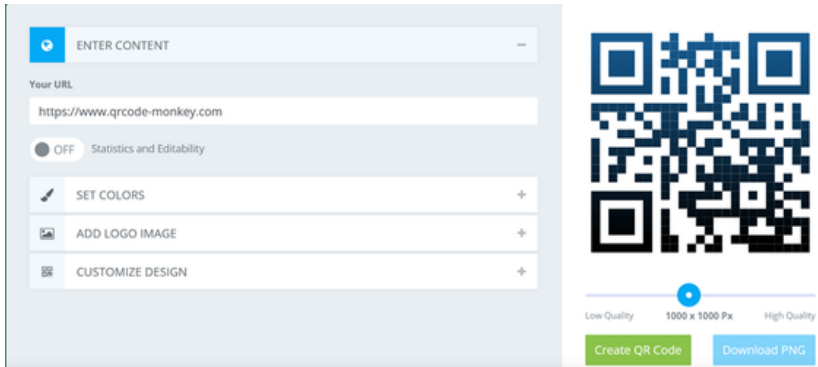 ENTER CONTENT
Your URL
https://www.qrcode-monkey.com
OFF Statistics and Editability
SET COLORS
ADD LOGO IMAGE
CUSTOMIZE DESIGN
Low Quality 1000 x 1000 Px High Quality
Create QR Code Download PNG